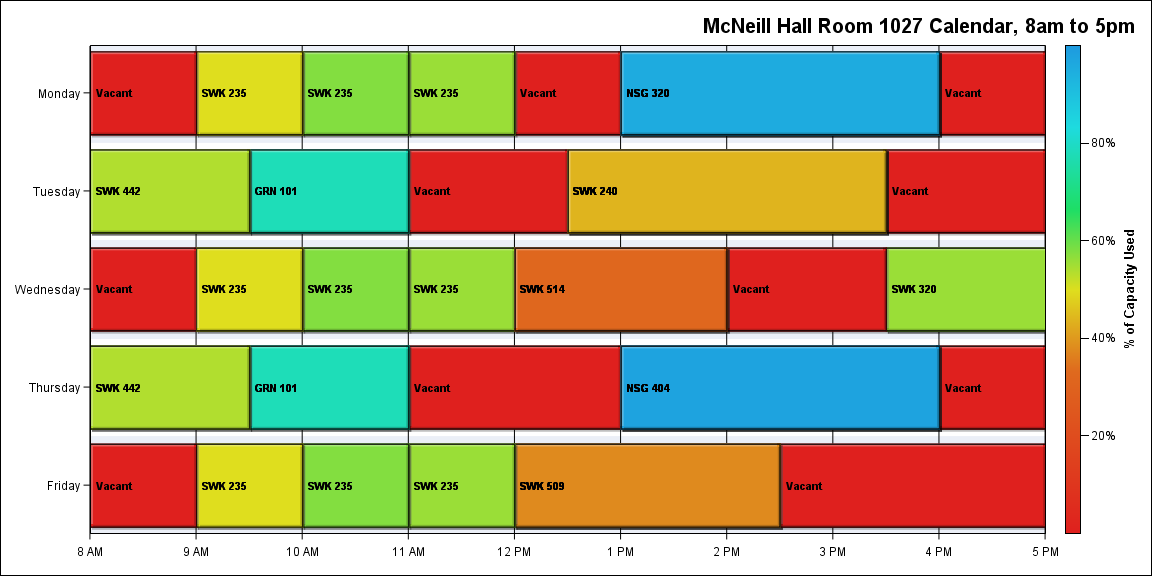 McNeill Hall Room 1027 Calendar, 8am to 5pm
Monday
Vacant
SWK 235
SWK 235
SWK 235
Vacant
NSG 320
Vacant
Tuesday
SWK 442
GRN 101
Vacant
SWK 240
Vacant
Wednesday
Vacant
SWK 235
SWK 235
SWK 235
SWK 514
Vacant
SWK 320
Thursday
SWK 442
GRN 101
Vacant
NSG 404
Vacant
Friday
Vacant
SWK 235
SWK 235
SWK 235
SWK 509
Vacant
8 AM
9 AM
10 AM
11 AM
12 PM
1 PM
2 PM
3 PM
4 PM
5 PM
80%
60%
40%
20%
% of Capacity Used